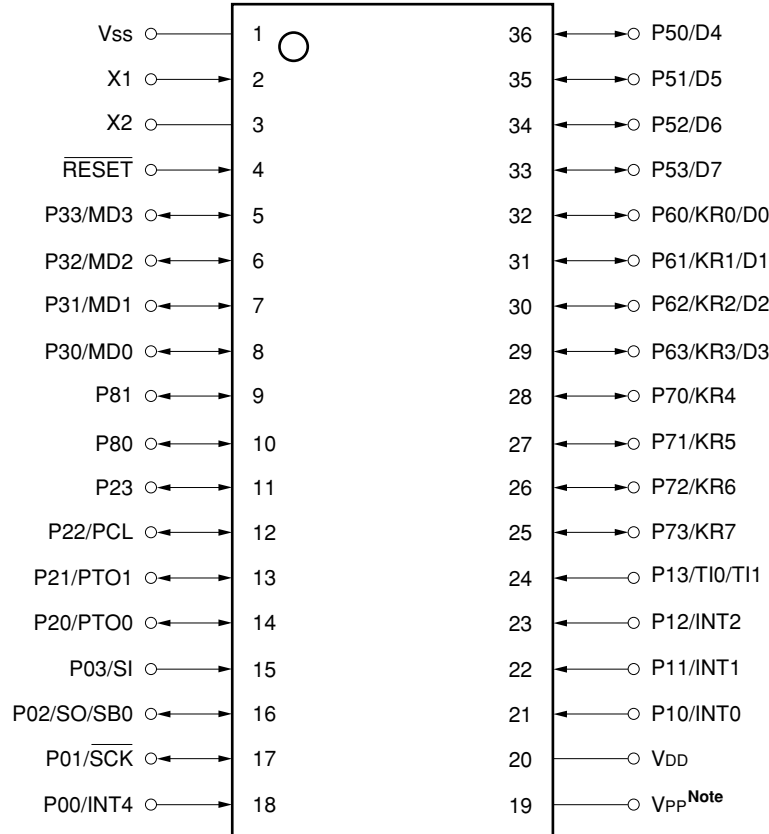 Vss 1 36 P50/D4
X1 2 35 P51/D5
X2 3 34 P52/D6
RESET 4 33 P53/D7
P33/MD3 5 32 P60/KR0/D0
P32/MD2 6 31 P61/KR1/D1
P31/MD1 7 30 P62/KR2/D2
P30/MD0 8 29 P63/KR3/D3
P81 9 28 P70/KR4
P80 10 27 P71/KR5
P23 11 26 P72/KR6
P22/PCL 12 25 P73/KR7
P21/PTO1 13 24 P13/TI0/TI1
P20/PTO0 14 23 P12/INT2
P03/SI 15 22 P11/INT1
P02/SO/SB0 16 21 P10/INT0
P01/SCK 17 20 VDD
P00/INT4 18 19 VPP Note